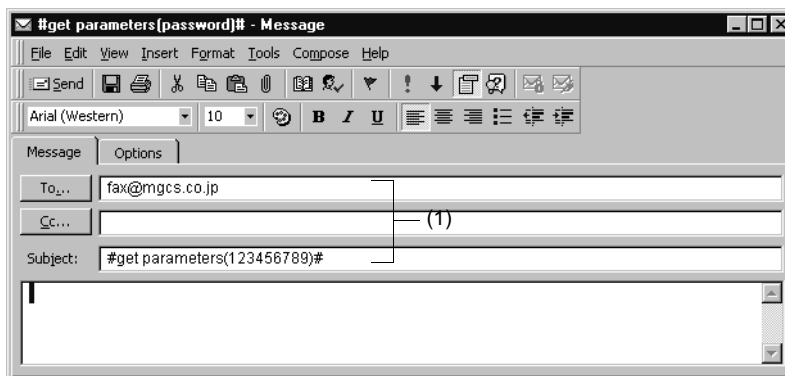 #get parameters(password)# - Message
File Edit View Insert Format Tools Compose Help
Send
Arial (Western) 10 B I U
Message Options
To... fax@mgcs.co.jp
(1)
Cc...
Subject: #get parameters(123456789)#